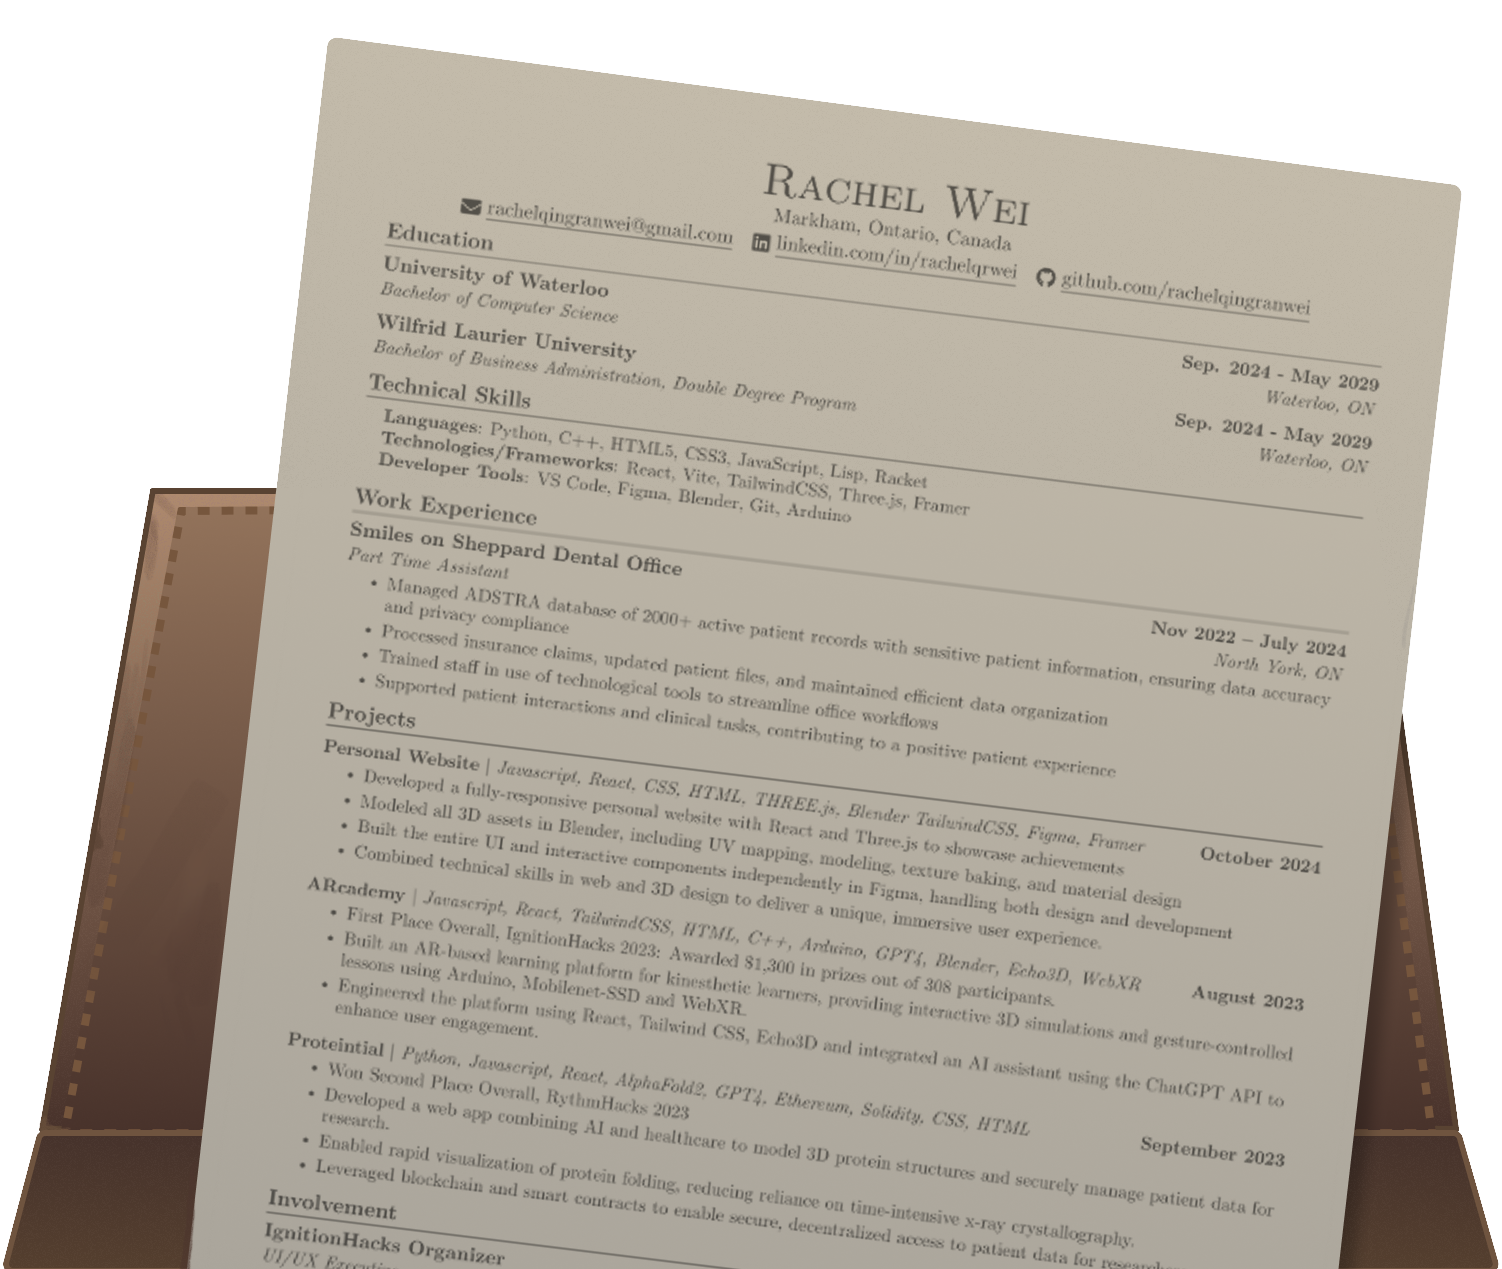 RACHEL WEI
Markham, Ontario, Canada
rachelqingranwei@gmail.com linkedin.com/in/rachelqrwei github.com/rachelqingranwei
Education
University of Waterloo Sep. 2024 - May 2029
Bachelor of Computer Science Waterloo, ON
Wilfrid Laurier University Sep. 2024 - May 2029
Bachelor of Business Administration, Double Degree Program Waterloo, ON
Technical Skills
Languages: Python, C++, HTML5, CSS3, JavaScript, Lisp, Racket
Technologies/Frameworks: React, Vite, TailwindCSS, Three.js, Framer
Developer Tools: VS Code, Figma, Blender, Git, Arduino
Work Experience
Smiles on Sheppard Dental Office Nov 2022 – July 2024
Part Time Assistant North York, ON
• Managed ADSTRA database of 2000+ active patient records with sensitive patient information, ensuring data accuracy
and privacy compliance
• Processed insurance claims, updated patient files, and maintained efficient data organization
• Trained staff in use of technological tools to streamline office workflows
• Supported patient interactions and clinical tasks, contributing to a positive patient experience
Projects
Personal Website | Javascript, React, CSS, HTML, THREE.js, Blender TailwindCSS, Figma, Framer October 2024
• Developed a fully-responsive personal website with React and Three.js to showcase achievements
• Modeled all 3D assets in Blender, including UV mapping, modeling, texture baking, and material design
• Built the entire UI and interactive components independently in Figma, handling both design and development
• Combined technical skills in web and 3D design to deliver a unique, immersive user experience.
ARcademy | Javascript, React, TailwindCSS, HTML, C++, Arduino, GPT4, Blender, Echo3D, WebXR August 2023
• First Place Overall, IgnitionHacks 2023: Awarded $1,300 in prizes out of 308 participants.
• Built an AR-based learning platform for kinesthetic learners, providing interactive 3D simulations and gesture-controlled
lessons using Arduino, Mobilenet-SSD and WebXR.
• Engineered the platform using React, Tailwind CSS, Echo3D and integrated an AI assistant using the ChatGPT API to
enhance user engagement.
Proteintial | Python, Javascript, React, AlphaFold2, GPT4, Ethereum, Solidity, CSS, HTML September 2023
• Won Second Place Overall, RythmHacks 2023
• Developed a web app combining AI and healthcare to model 3D protein structures and securely manage patient data for
research.
• Enabled rapid visualization of protein folding, reducing reliance on time-intensive x-ray crystallography.
• Leveraged blockchain and smart contracts to enable secure, decentralized access to patient data for
Involvement
IgnitionHacks Organizer
UI/UX